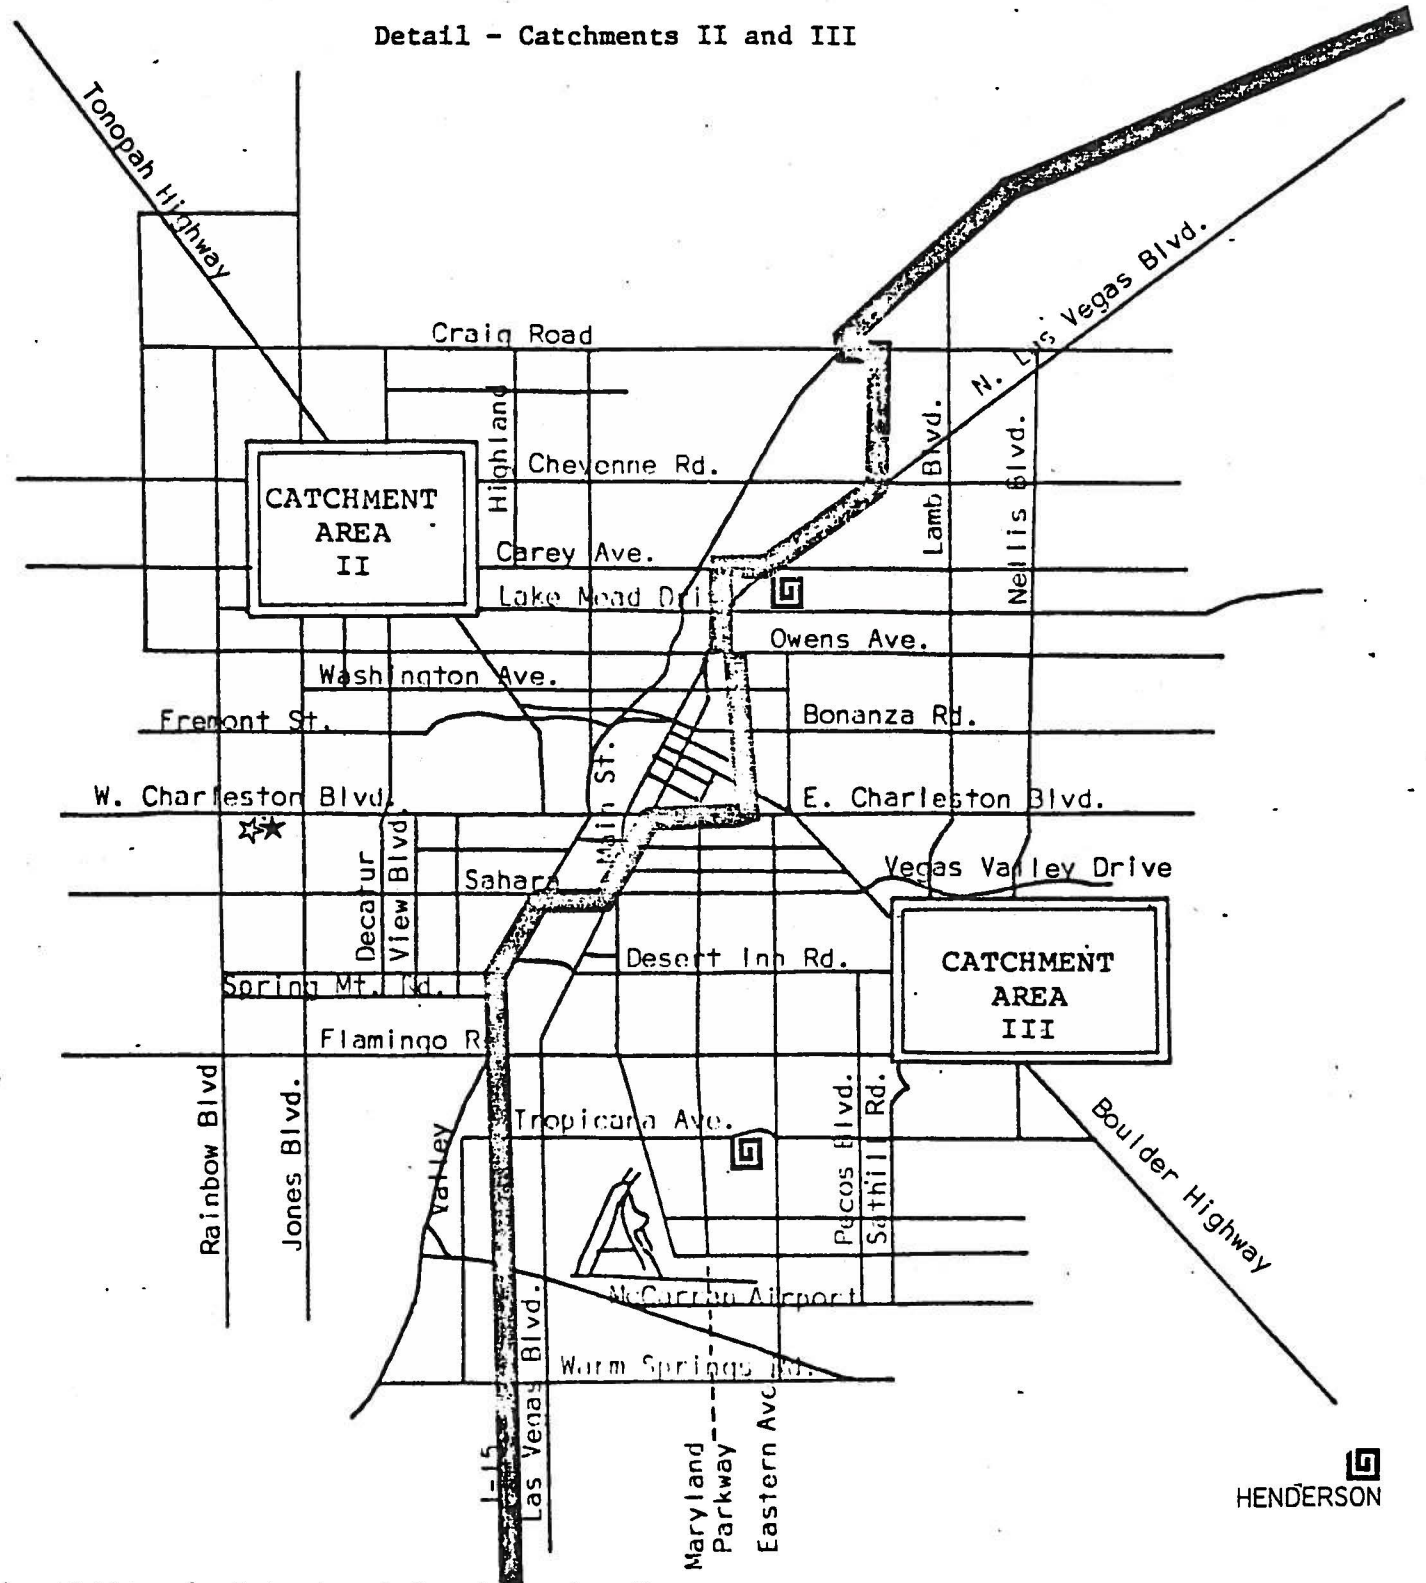 Detail - Catchments II and III
Tonopah Highway
N. Las Vegas Blvd.
Craig Road
Highland
Cheyenne Rd.
Lamb Blvd.
Nellis Blvd.
CATCHMENT
AREA
II
Carey Ave.
Lake Mead Dri
Owens Ave.
Washington Ave.
Fremont St.
Bonanza Rd.
Main St.
W. Charleston Blvd.
E. Charleston Blvd.
Vegas Valley Drive
Sahara
Decatur
View Blvd.
Desert Inn Rd.
Spring Mt. Rd.
CATCHMENT
AREA
III
Flamingo R
Rainbow Blvd
Jones Blvd.
Valley
Tropicana Ave.
Pecos Blvd.
Sathill Rd.
Boulder Highway
McCarran Airport
Warm Springs Rd.
I-15
Las Vegas Blvd.
Maryland
Parkway
Eastern Ave
HENDERSON